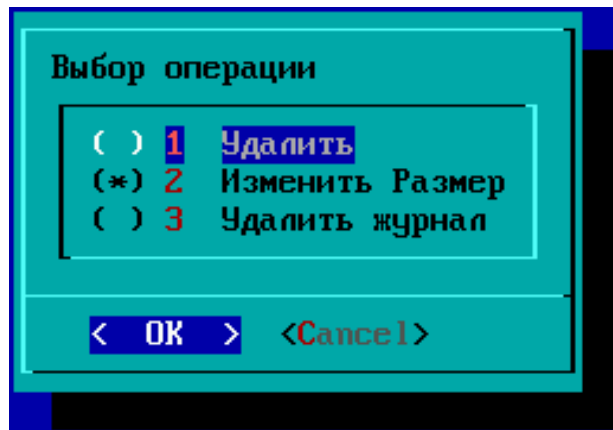 Выбор операции
( ) 1 Удалить
(*) 2 Изменить Размер
( ) 3 Удалить журнал
< OK > <Cancel>